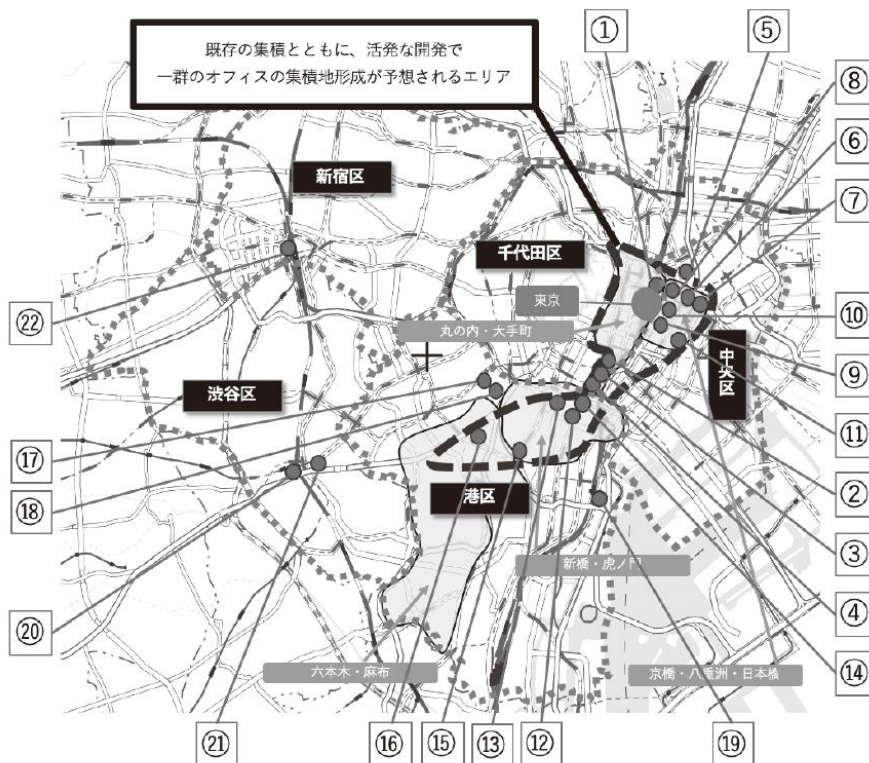 既存の集積とともに、活発な開発で
一群のオフィスの集積地形成が予想されるエリア
①
⑤
⑧
⑥
⑦
新宿区
千代田区
東京
丸の内・大手町
㉒
⑩
中央区
⑨
渋谷区
⑪
⑰
⑱
港区
②
新橋・虎ノ門
③
④
⑳
六本木・麻布
京橋・八重洲・日本橋
⑭
㉑
⑯
⑮
⑬
⑫
⑲